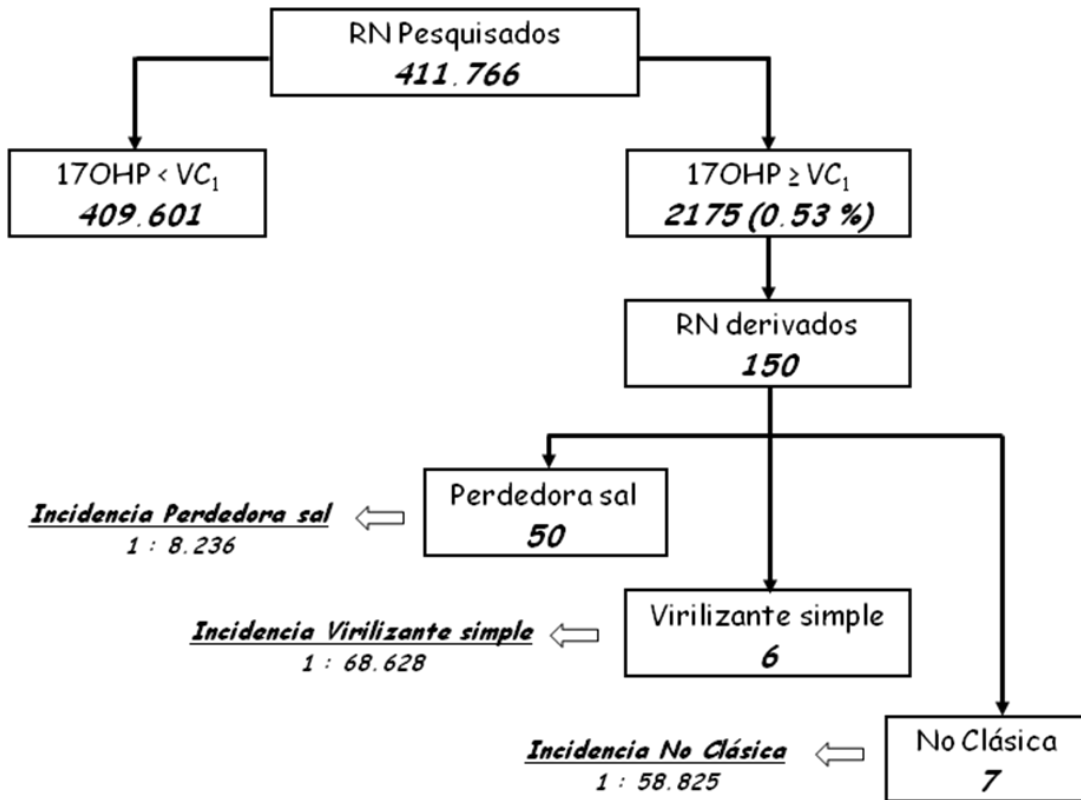 RN Pesquisados
411.766
17OHP < VC₁
409.601
17OHP ≥ VC₁
2175 (0.53 %)
RN derivados
150
Perdedora sal
50
Incidencia Perdedora sal
1 : 8.236
Virilizante simple
6
Incidencia Virilizante simple
1 : 68.628
No Clásica
7
Incidencia No Clásica
1 : 58.825